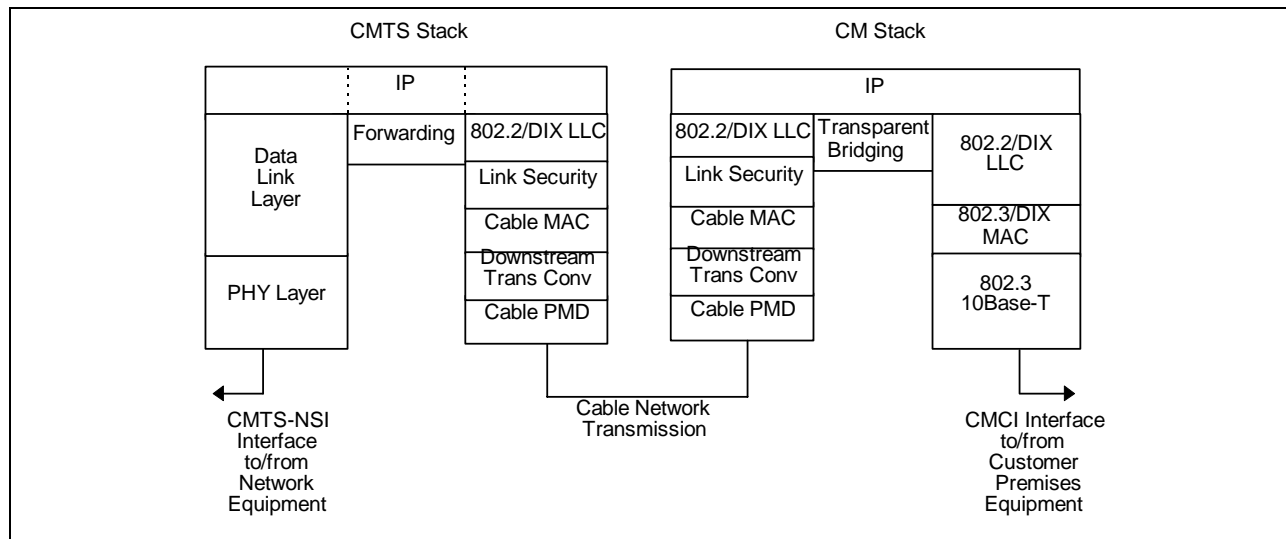 CMTS Stack
CM Stack
IP
IP
Data
Link
Layer
Forwarding
802.2/DIX LLC
Link Security
Cable MAC
Downstream
Trans Conv
Cable PMD
PHY Layer
802.2/DIX LLC
Link Security
Cable MAC
Downstream
Trans Conv
Cable PMD
Transparent
Bridging
802.2/DIX
LLC
802.3/DIX
MAC
802.3
10Base-T
CMTS-NSI
Interface
to/from
Network
Equipment
Cable Network
Transmission
CMCI Interface
to/from
Customer
Premises
Equipment